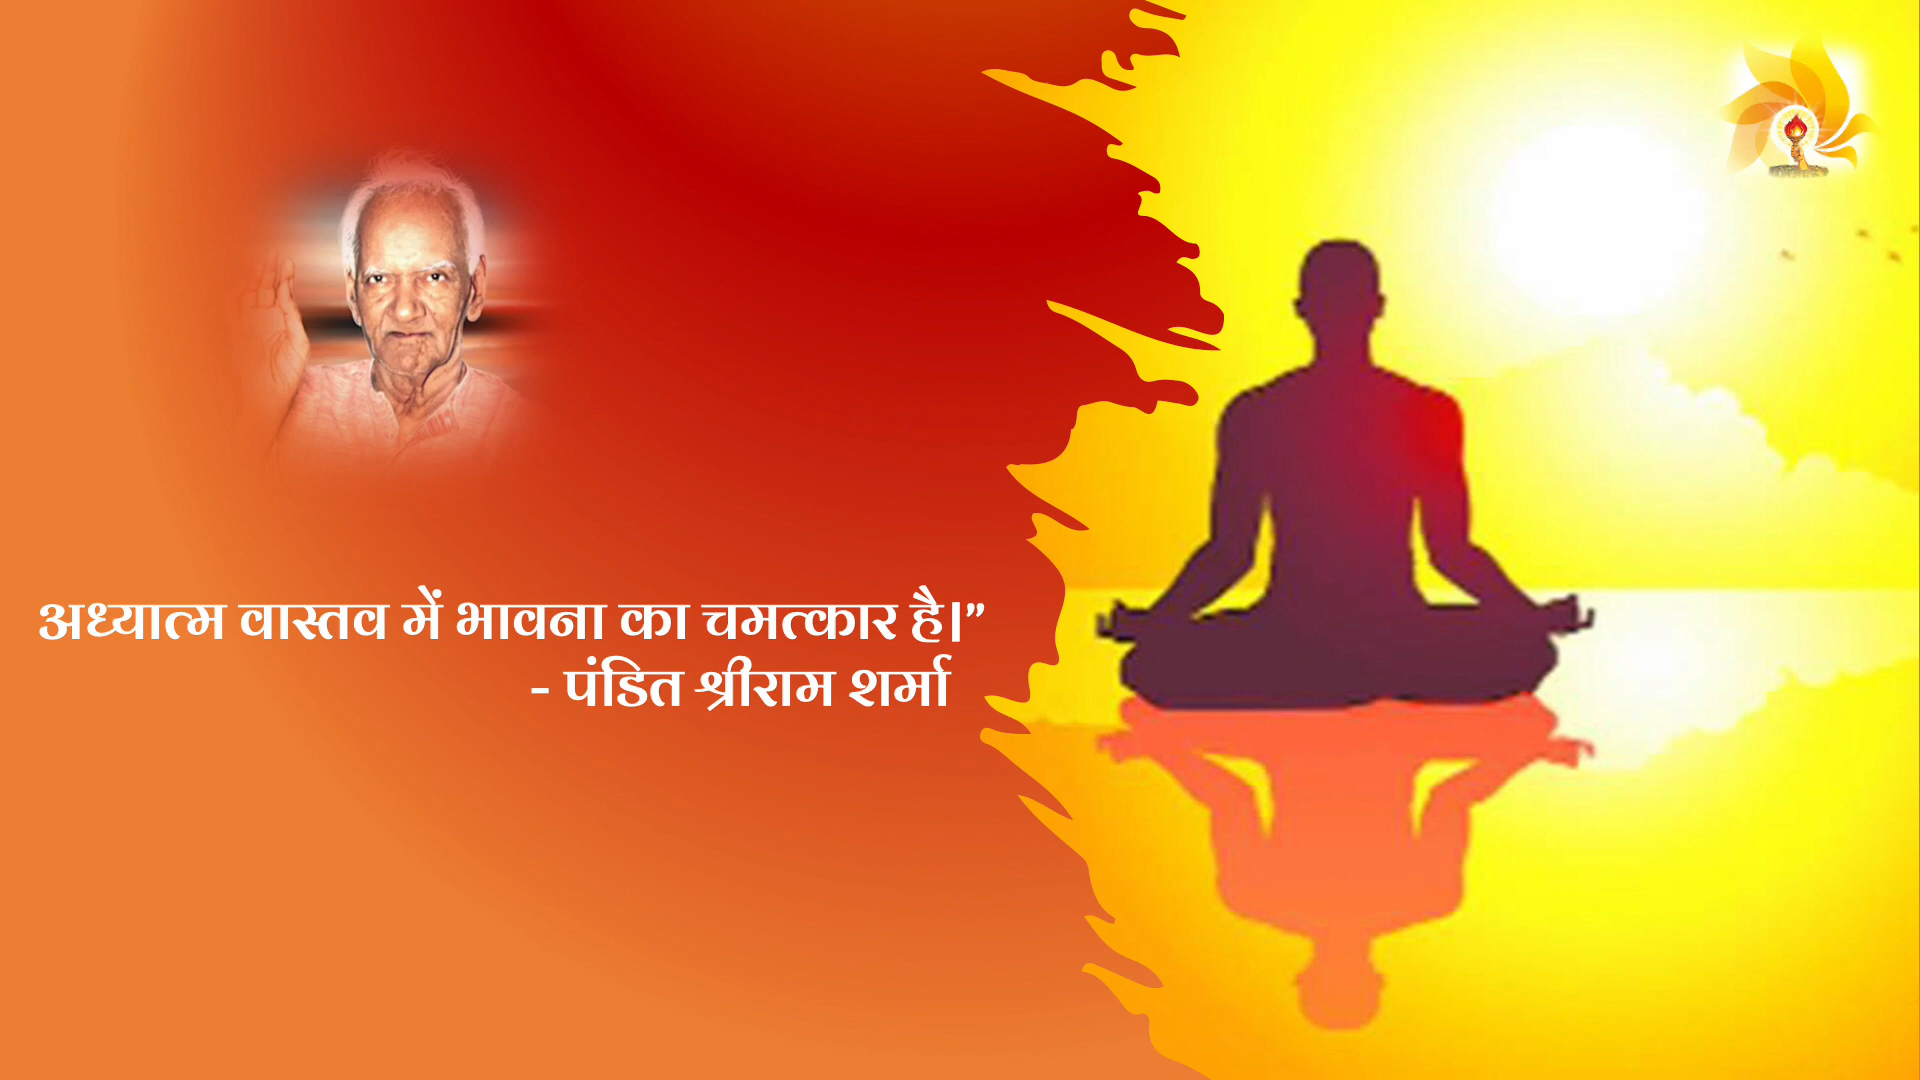 अध्यात्म वास्तव में भावना का चमत्कार है।”
- पंडित श्रीराम शर्मा